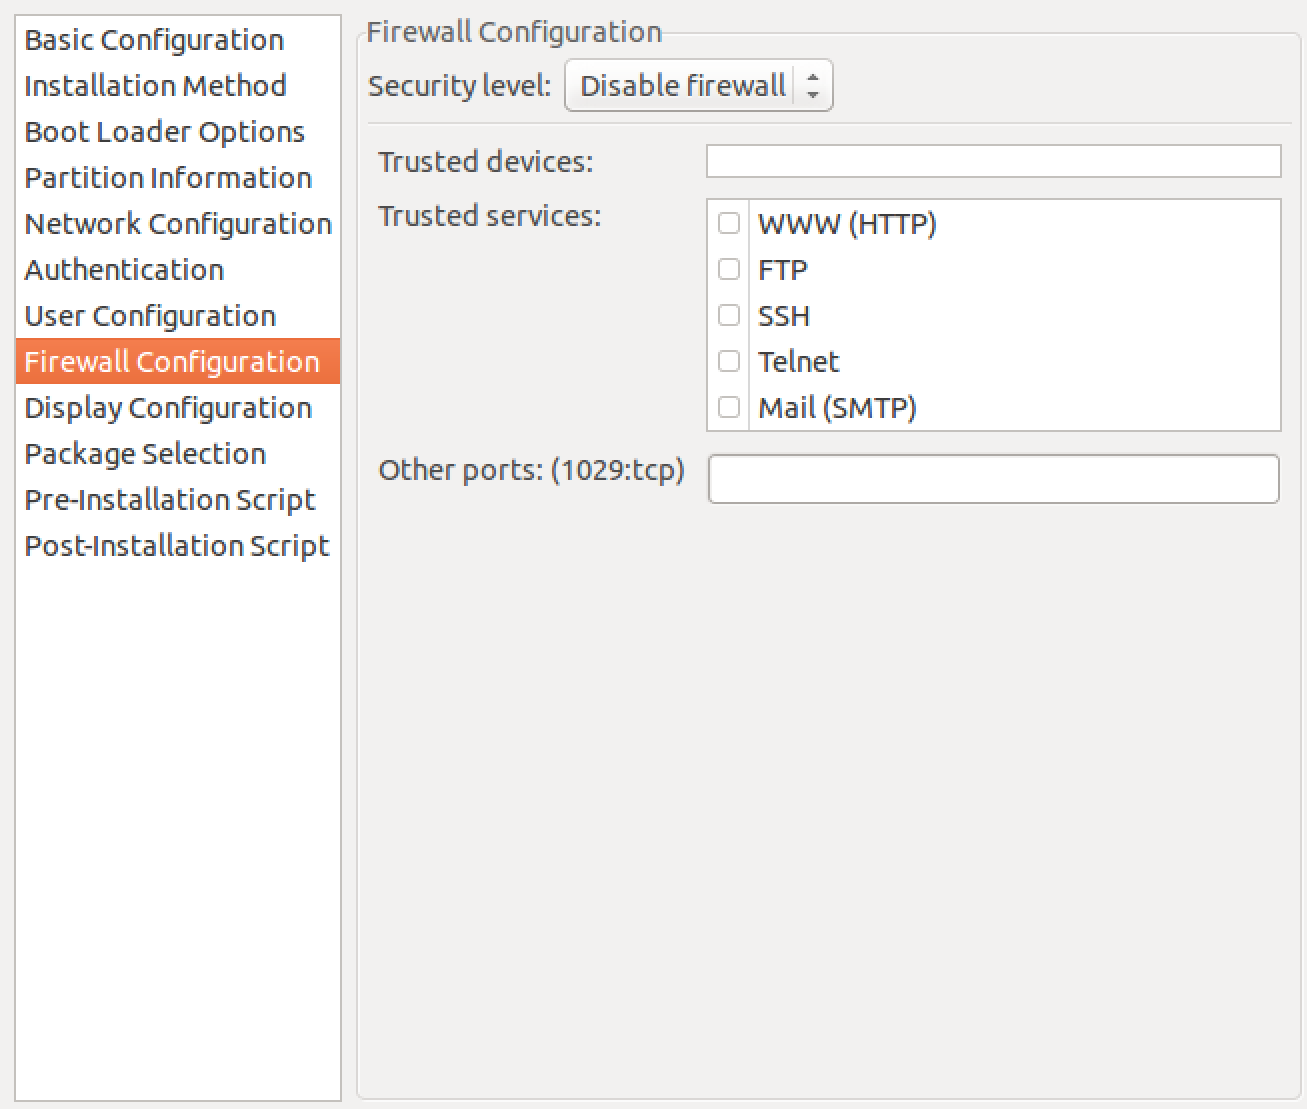 Basic Configuration
Installation Method
Boot Loader Options
Partition Information
Network Configuration
Authentication
User Configuration
Firewall Configuration
Display Configuration
Package Selection
Pre-Installation Script
Post-Installation Script
Firewall Configuration
Security level: Disable firewall
Trusted devices:
Trusted services:
WWW (HTTP)
FTP
SSH
Telnet
Mail (SMTP)
Other ports: (1029:tcp)